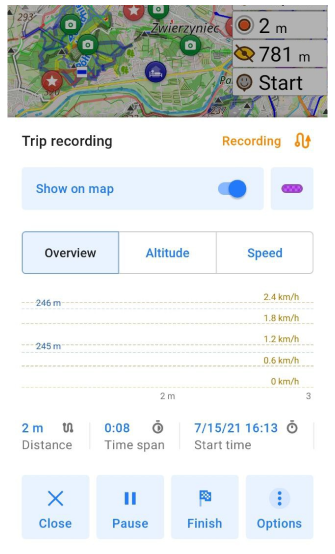 Zwierzyniec
2 m
781 m
Start
Trip recording
Recording
Show on map
Overview
Altitude
Speed
2.4 km/h
246 m
1.8 km/h
1.2 km/h
245 m
0.6 km/h
0 km/h
2 m
3
2 m
0:08
7/15/21 16:13
Distance
Time span
Start time
Close
Pause
Finish
Options